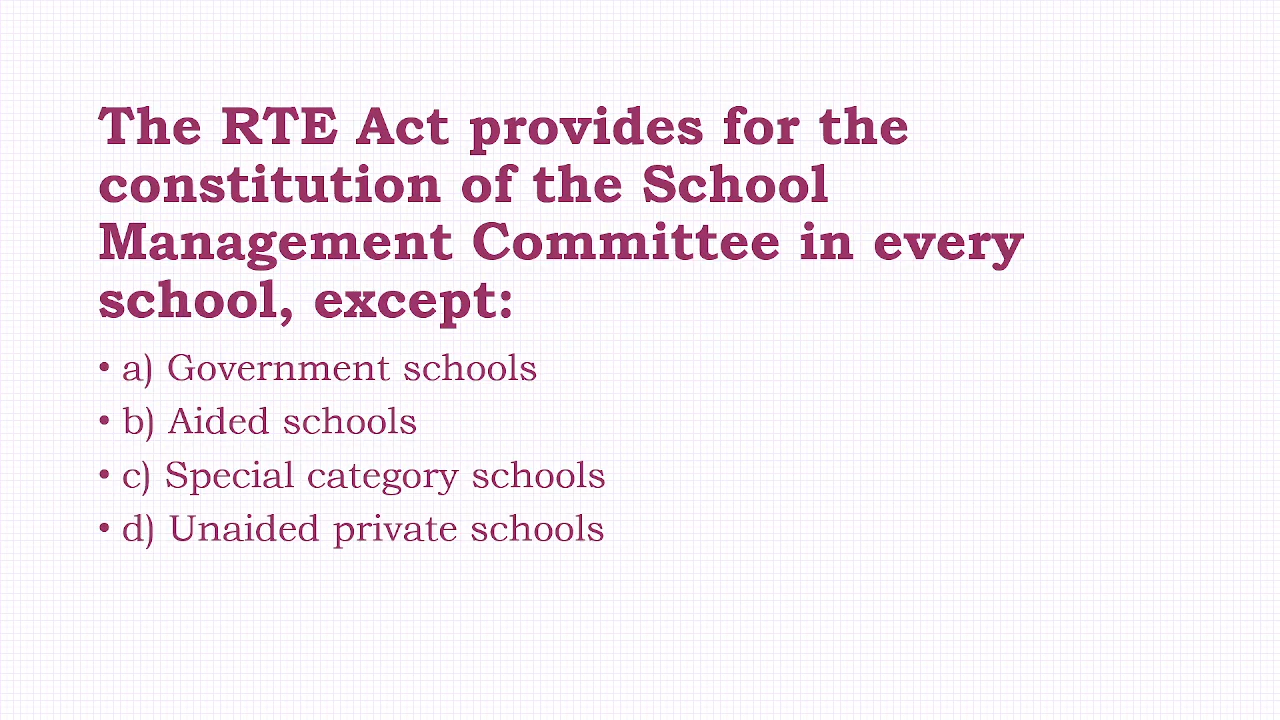 The RTE Act provides for the
constitution of the School
Management Committee in every
school, except:
• a) Government schools
• b) Aided schools
• c) Special category schools
• d) Unaided private schools